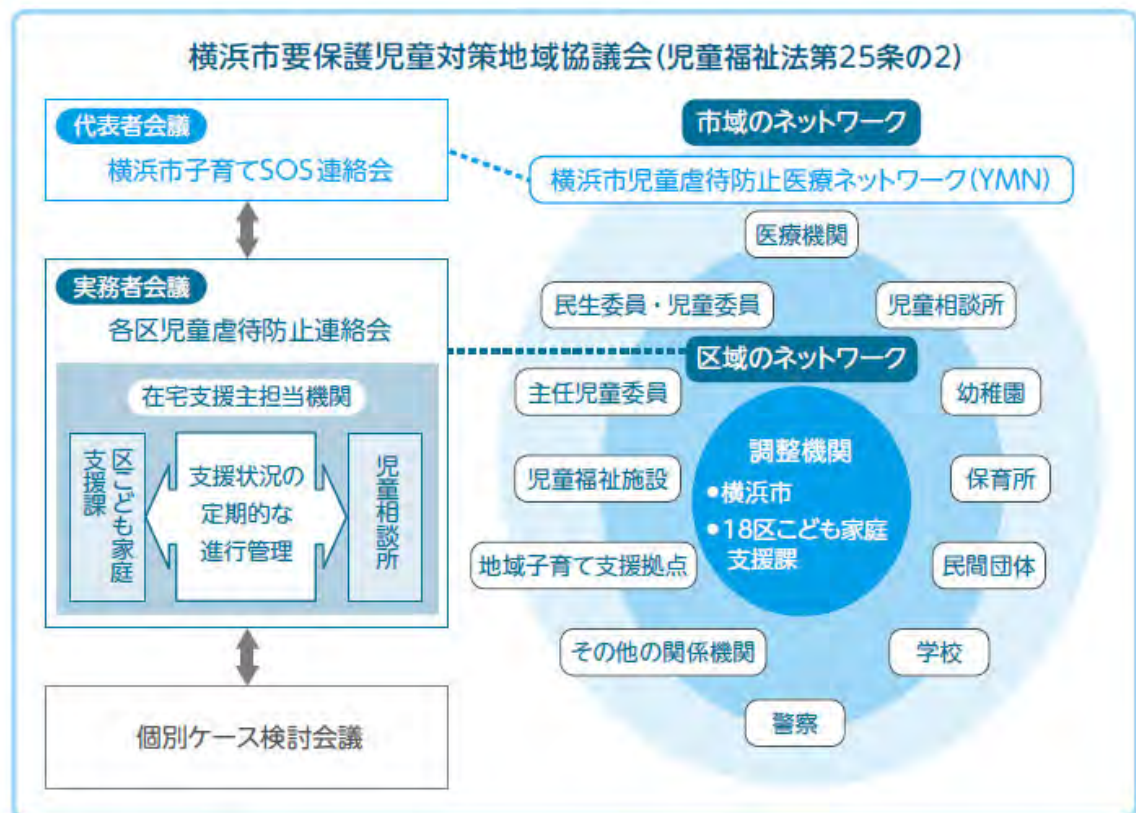 横浜市要保護児童対策地域協議会(児童福祉法第25条の2)
代表者会議
横浜市子育てSOS連絡会
実務者会議
各区児童虐待防止連絡会
在宅支援主担当機関
区こども家庭
支援課
支援状況の
定期的な
進行管理
児童相談所
個別ケース検討会議
市域のネットワーク
横浜市児童虐待防止医療ネットワーク(YMN)
医療機関
民生委員・児童委員
児童相談所
区域のネットワーク
主任児童委員
幼稚園
調整機関
•横浜市
•18区こども家庭
支援課
児童福祉施設
保育所
地域子育て支援拠点
民間団体
その他の関係機関
学校
警察